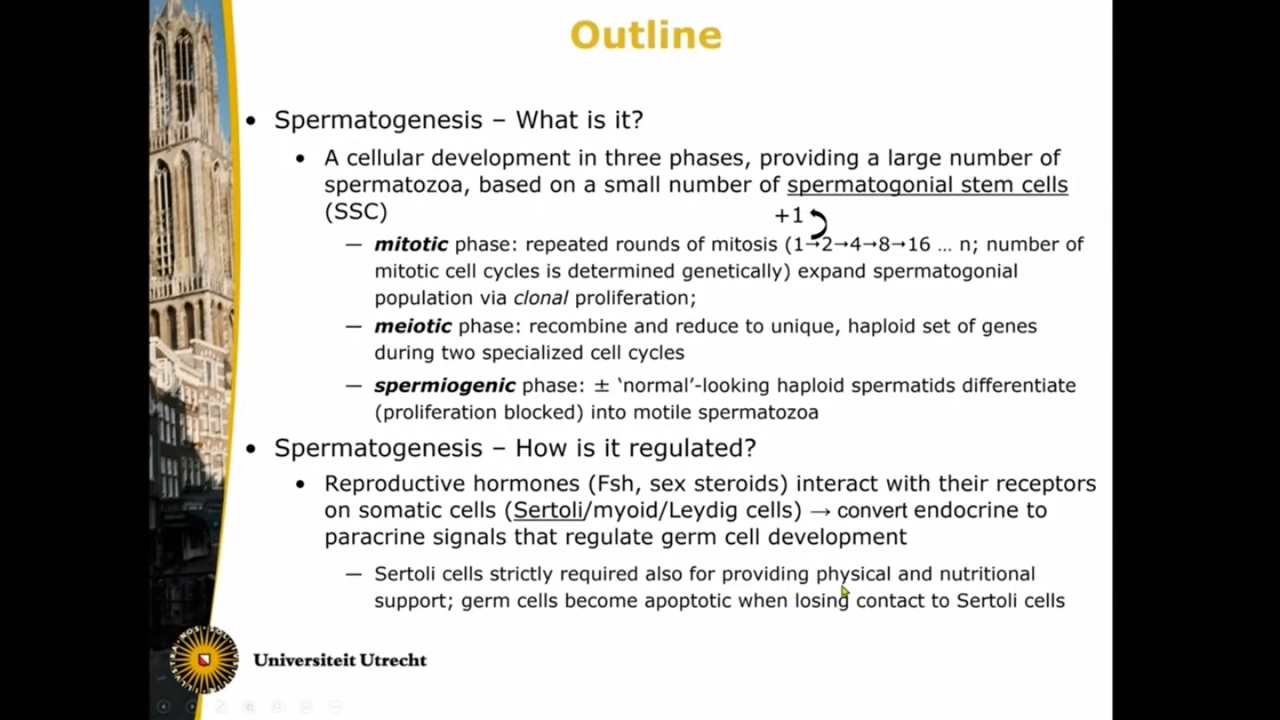 Outline
• Spermatogenesis – What is it?
• A cellular development in three phases, providing a large number of
spermatozoa, based on a small number of spermatogonial stem cells
(SSC)
+1
— mitotic phase: repeated rounds of mitosis (1→2→4→8→16 … n; number of
mitotic cell cycles is determined genetically) expand spermatogonial
population via clonal proliferation;
— meiotic phase: recombine and reduce to unique, haploid set of genes
during two specialized cell cycles
— spermiogenic phase: ± ‘normal’-looking haploid spermatids differentiate
(proliferation blocked) into motile spermatozoa
• Spermatogenesis – How is it regulated?
• Reproductive hormones (Fsh, sex steroids) interact with their receptors
on somatic cells (Sertoli/myoid/Leydig cells) → convert endocrine to
paracrine signals that regulate germ cell development
— Sertoli cells strictly required also for providing physical and nutritional
support; germ cells become apoptotic when losing contact to Sertoli cells
Universiteit Utrecht